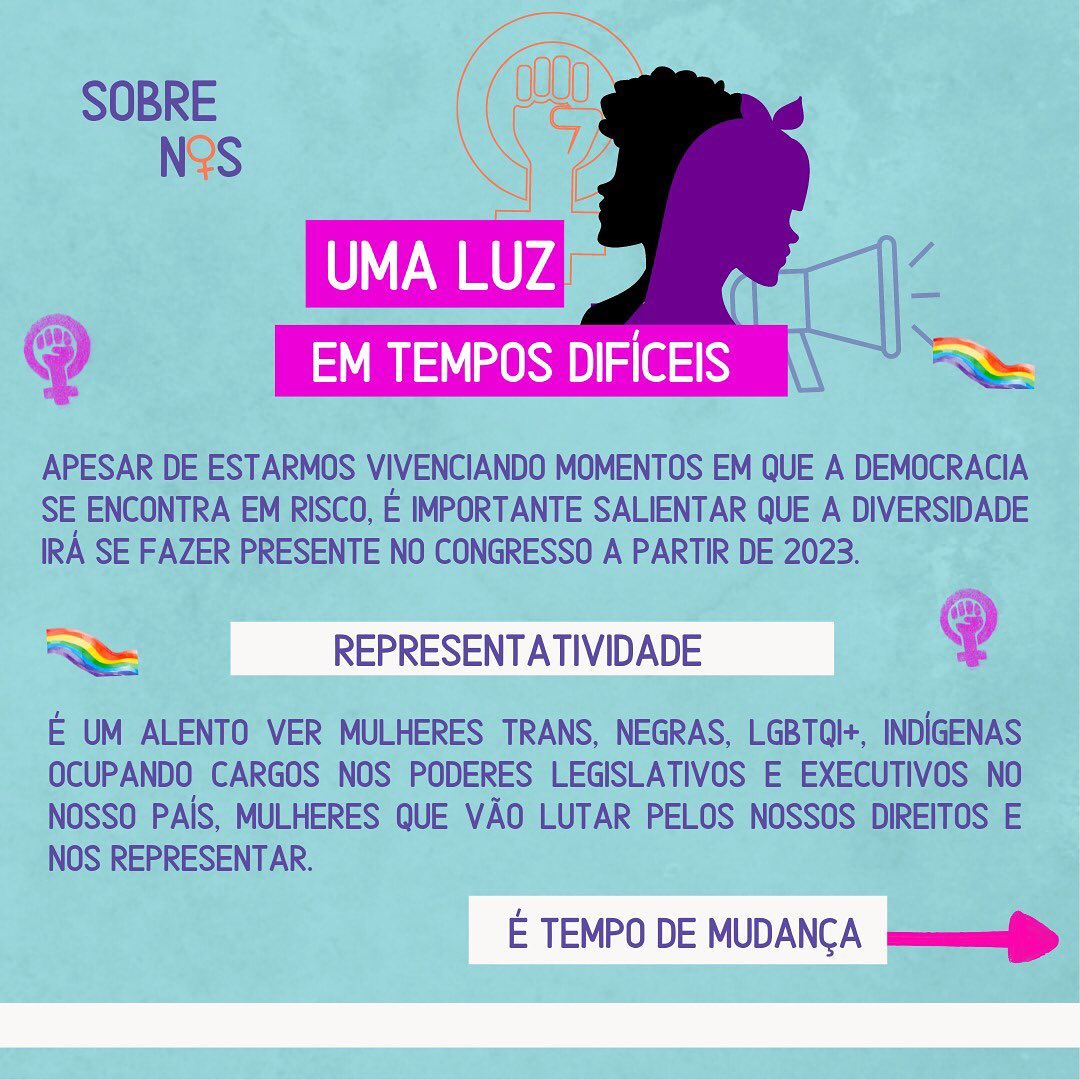 SOBRE
NOS
UMA LUZ
EM TEMPOS DIFÍCEIS
APESAR DE ESTARMOS VIVENCIANDO MOMENTOS EM QUE A DEMOCRACIA
SE ENCONTRA EM RISCO, É IMPORTANTE SALIENTAR QUE A DIVERSIDADE
IRÁ SE FAZER PRESENTE NO CONGRESSO A PARTIR DE 2023.
REPRESENTATIVIDADE
É UM ALENTO VER MULHERES TRANS, NEGRAS, LGBTQI+, INDÍGENAS
OCUPANDO CARGOS NOS PODERES LEGISLATIVOS E EXECUTIVOS NO
NOSSO PAÍS, MULHERES QUE VÃO LUTAR PELOS NOSSOS DIREITOS E
NOS REPRESENTAR.
É TEMPO DE MUDANÇA